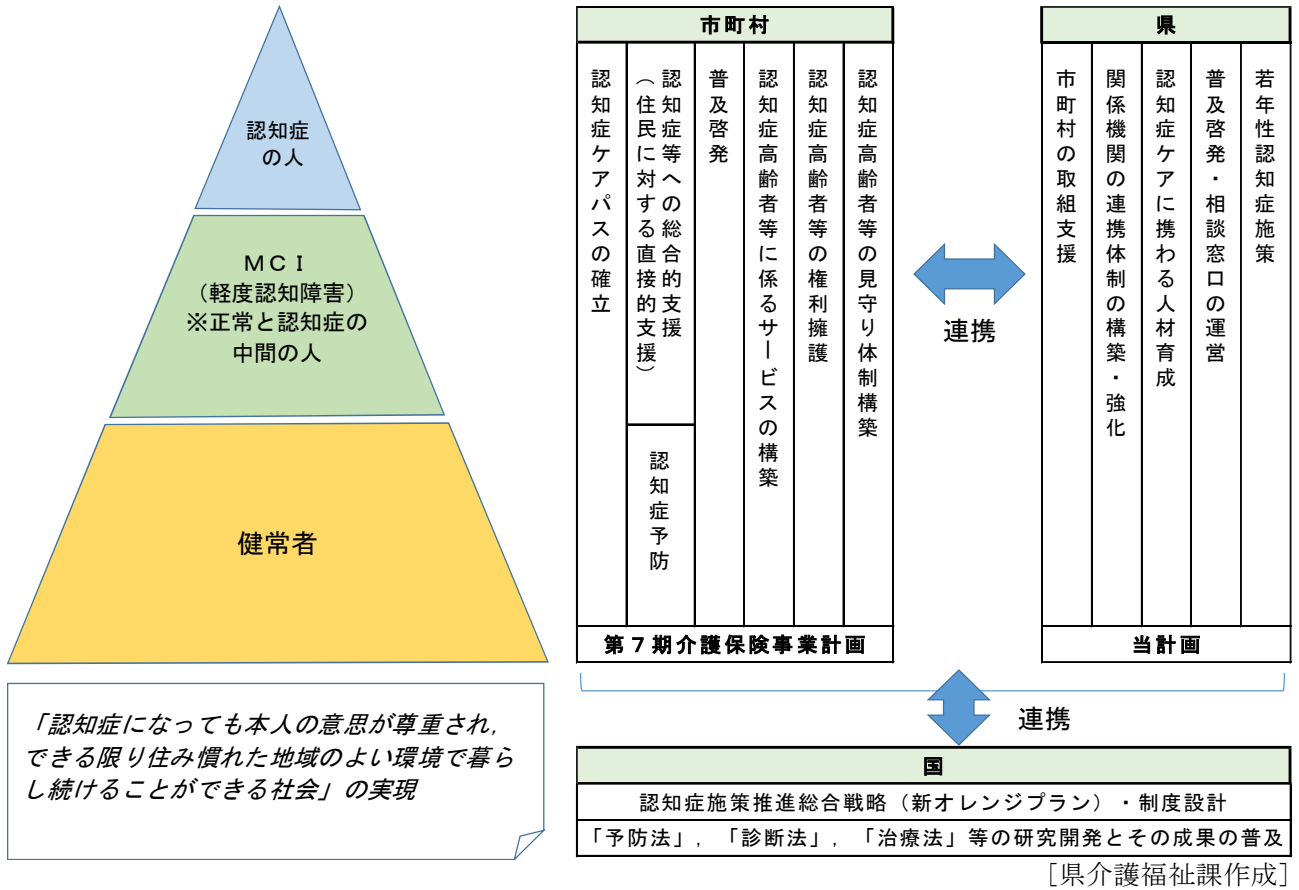 認知症
の人
ＭＣＩ
（軽度認知障害）
※正常と認知症の
中間の人
健常者
「認知症になっても本人の意思が尊重され，
できる限り住み慣れた地域のよい環境で暮ら
し続けることができる社会」の実現
市町村
認知症ケアパスの確立
認知症等への総合的支援
（住民に対する直接的支援）
認知症予防
普及啓発
認知症高齢者等に係るサービスの構築
認知症高齢者等の権利擁護
認知症高齢者等の見守り体制構築
第７期介護保険事業計画
連携
県
市町村の取組支援
関係機関の連携体制の構築・強化
認知症ケアに携わる人材育成
普及啓発・相談窓口の運営
若年性認知症施策
当計画
連携
国
認知症施策推進総合戦略（新オレンジプラン）・制度設計
「予防法」，「診断法」，「治療法」等の研究開発とその成果の普及
［県介護福祉課作成］